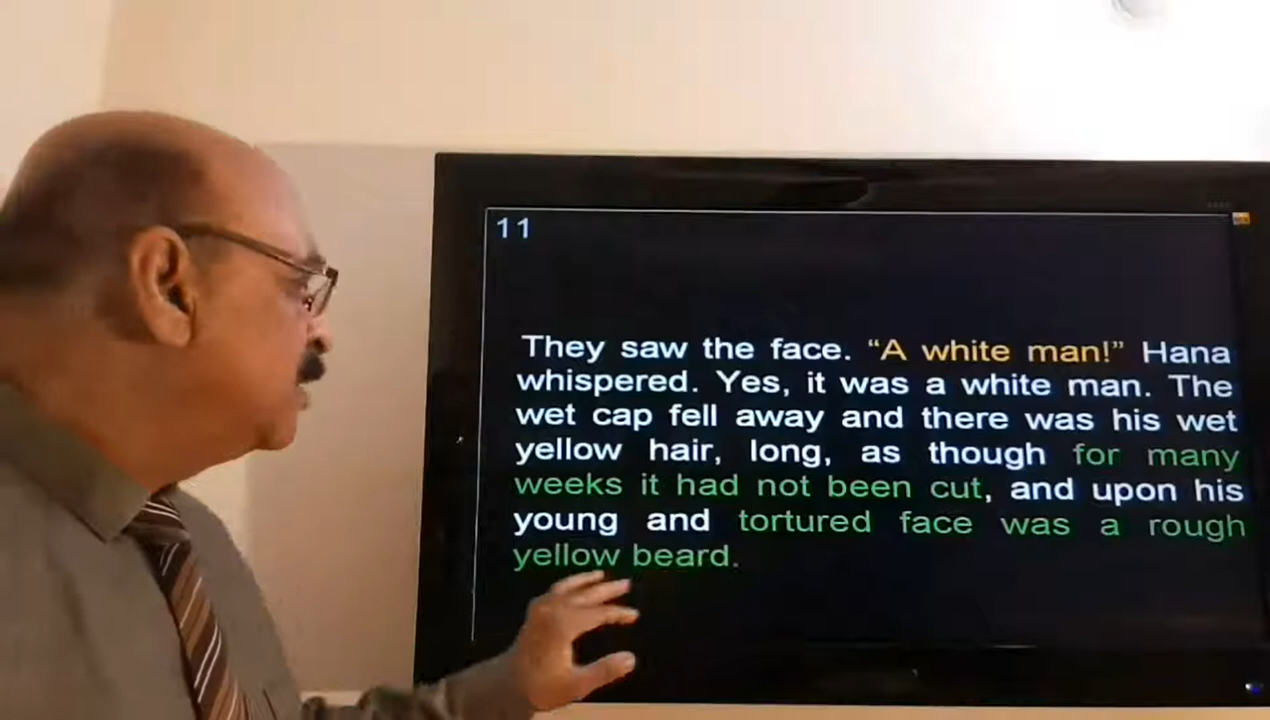 11
They saw the face. “A white man!” Hana
whispered. Yes, it was a white man. The
wet cap fell away and there was his wet
yellow hair, long, as though for many
weeks it had not been cut, and upon his
young and tortured face was a rough
yellow beard.